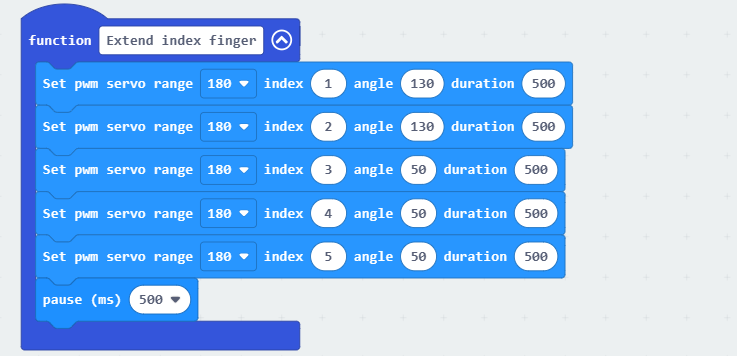 function Extend index finger
Set pwm servo range 180 index 1 angle 130 duration 500
Set pwm servo range 180 index 2 angle 130 duration 500
Set pwm servo range 180 index 3 angle 50 duration 500
Set pwm servo range 180 index 4 angle 50 duration 500
Set pwm servo range 180 index 5 angle 50 duration 500
pause (ms) 500